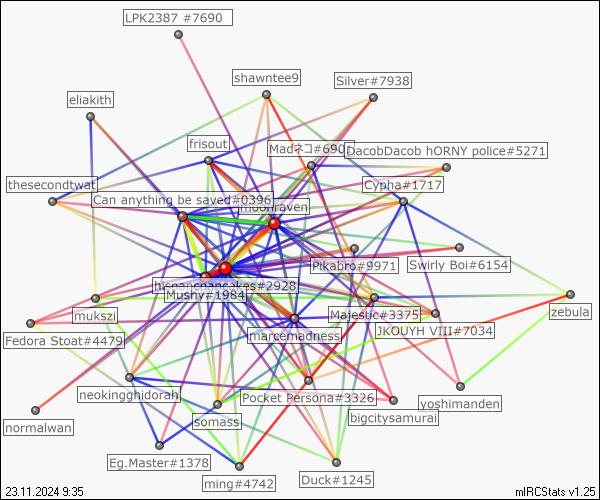 LPK2387 #7690
shawntee9
Silver#7938
eliakith
frisout
Madネコ#690
DacobDacob hORNY police#5271
thesecondtwat
Cypha#1717
Can anything be sayed#0396
moonraven
Pikabro#9971
Swirly Boi#6154
hispanchancakes#2928
Mushy#1984
mukszi
Majestic#3375
zebula
JKOUYH VIII#7034
Fedora Stoat#4479
marcemadness
neokinghidorah
Pocket Persona#3326
yoshimanden
bigcitysamurai
somass
normalwan
Eg.Master#1378
ming#4742
Duck#1245
23.11.2024 9:35
mIRCStats v1.25